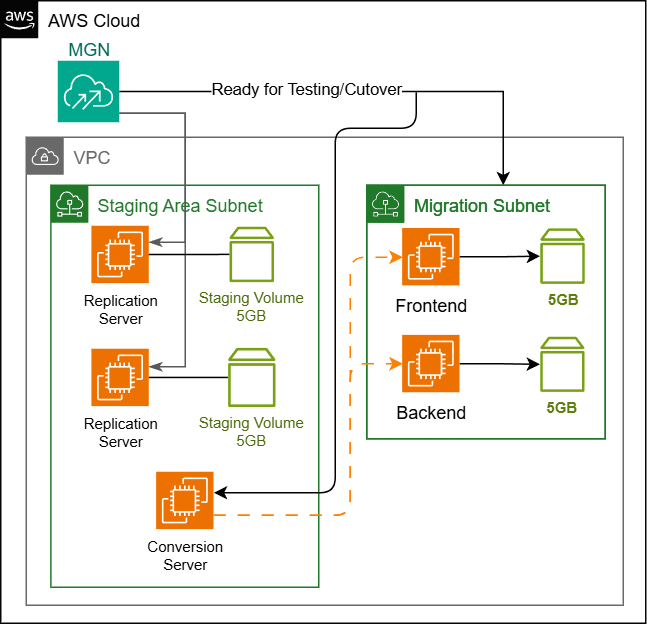 aws
AWS Cloud
MGN
Ready for Testing/Cutover
VPC
Staging Area Subnet
Replication
Server
Staging Volume
5GB
Replication
Server
Staging Volume
5GB
Conversion
Server
Migration Subnet
Frontend
5GB
Backend
5GB